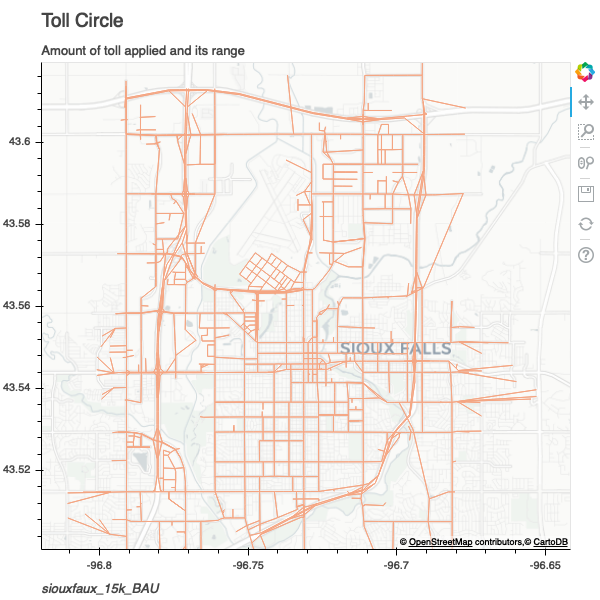 Toll Circle
Amount of toll applied and its range
43.6
43.58
43.56
SIOUX FALLS
43.54
43.52
© OpenStreetMap contributors,© CartoDB
-96.8
-96.75
-96.7
-96.65
siouxfaux_15k_BAU